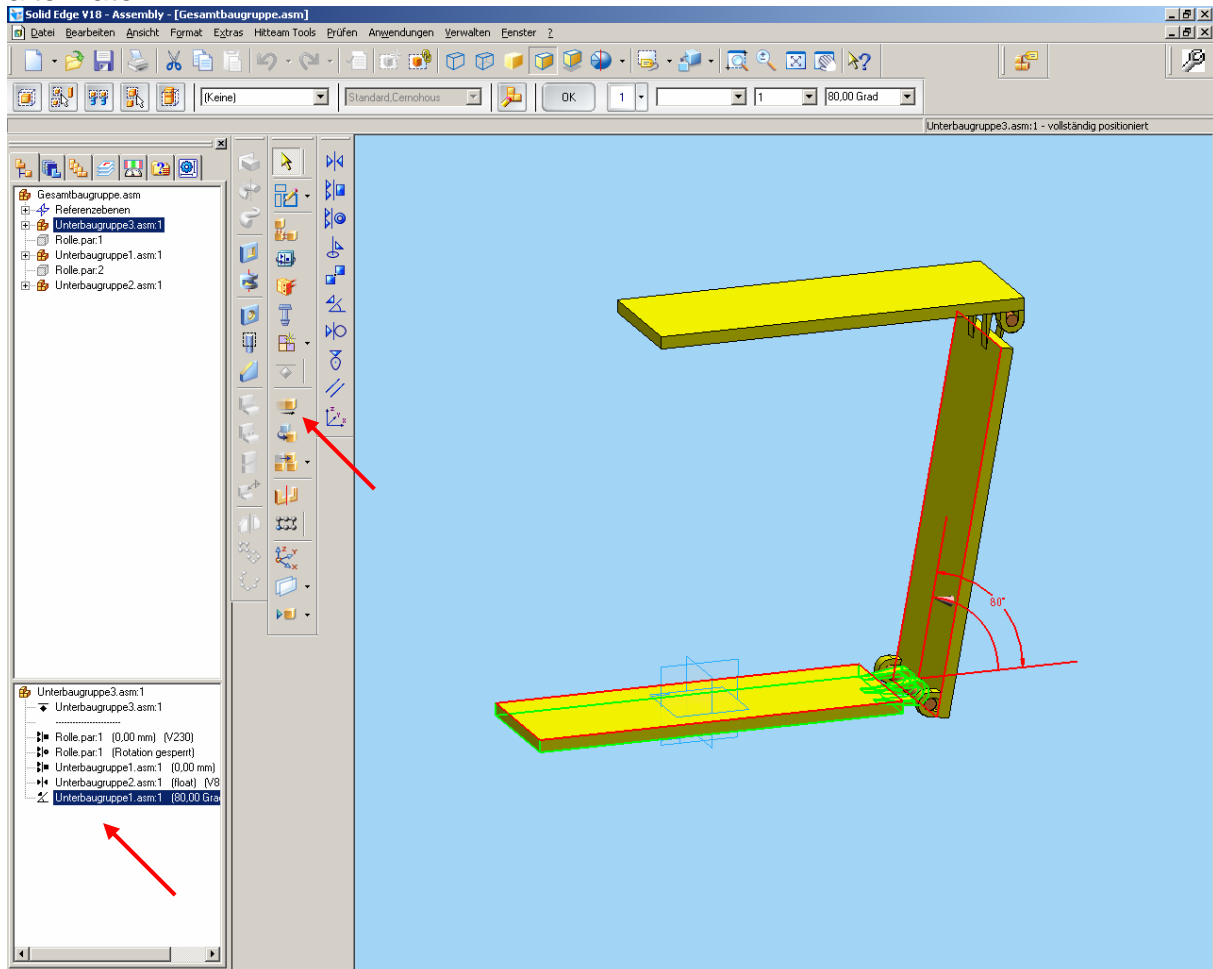 Solid Edge V18 - Assembly - [Gesamtbaugruppe.asm]
Datei Bearbeiten Ansicht Format Extras Hitteam Tools Prüfen Anwendungen Verwalten Fenster ?
(Keine) Standard,Cernohous OK 1 1 80,00 Grad
Unterbaugruppe3.asm:1 - vollständig positioniert
Gesamtbaugruppe.asm
Referenzebenen
Unterbaugruppe3.asm:1
Rolle.par:1
Unterbaugruppe1.asm:1
Rolle.par:2
Unterbaugruppe2.asm:1
80°
Unterbaugruppe3.asm:1
Unterbaugruppe3.asm:1
--------------------
Rolle.par:1 (0,00 mm) (V230)
Rolle.par:1 (Rotation gesperrt)
Unterbaugruppe1.asm:1 (0,00 mm)
Unterbaugruppe2.asm:1 (float) (V8
Unterbaugruppe1.asm:1 (80,00 Gra